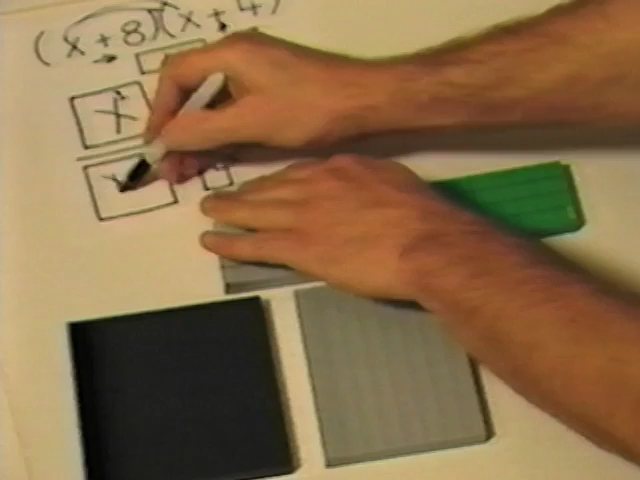 (x + 8)(x + 4)
X